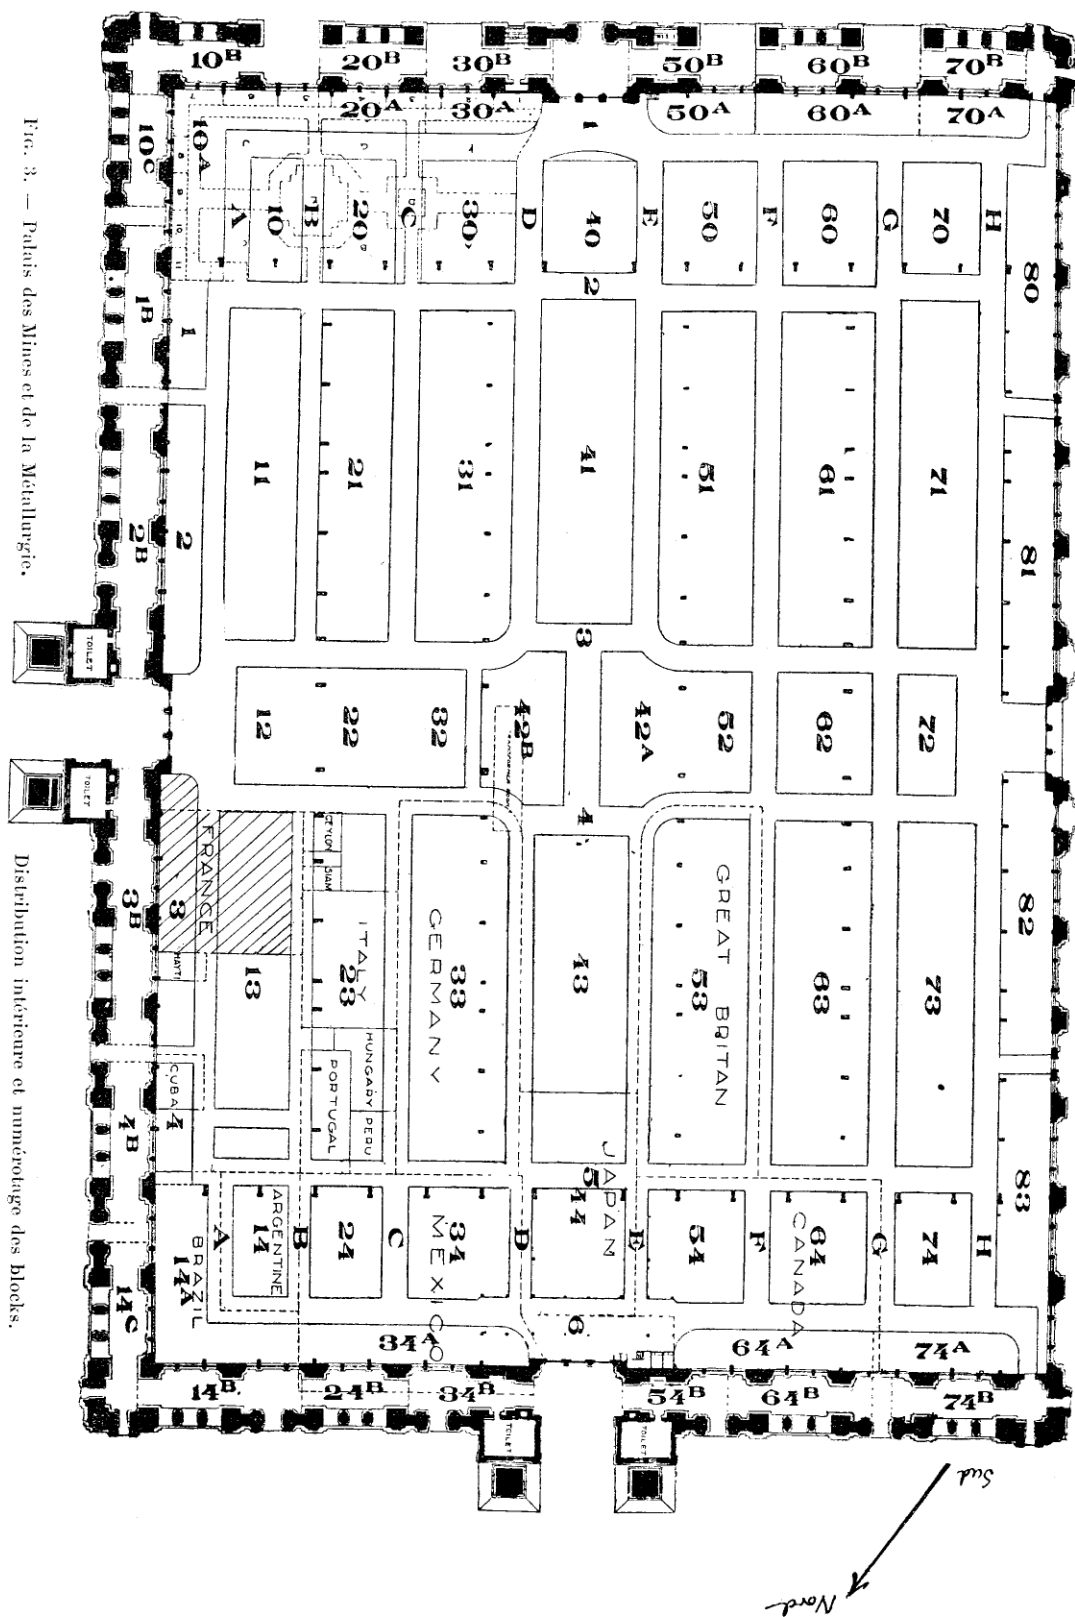 10B 20B 30B 50B 60B 70B
10A 20A 30A 50A 60A 70A
1
10C
A 10 B 20 C 30 D 40 E 50 F 60 G 70 H
80
2
1B 1
11 21 31 41 51 61 71 81
2B 2
3
TOILET
12 22 32 42B 42A 52 62 72
TOILET
4
FRANCE
CEYLON
SIAM
3B 3 13
HAYTI
ITALY
23
GERMANY
33
43
GREAT BRITAN
53 63 73 82
HUNGARY
PERU
PORTUGAL
CUBA
4B 4
JAPAN
5
83
BRAZIL
14A
A
ARGENTINE
14
B 24 C
MEXICO
34
D 44 E 54 F
CANADA
64
G 74 H
14C
6
34A 64A 74A
14B 24B 34B 54B 64B 74B
TOILET
TOILET
Sud
Nord
FIG. 3. — Palais des Mines et de la Métallurgie.
Distribution intérieure et numérotage des blocks.